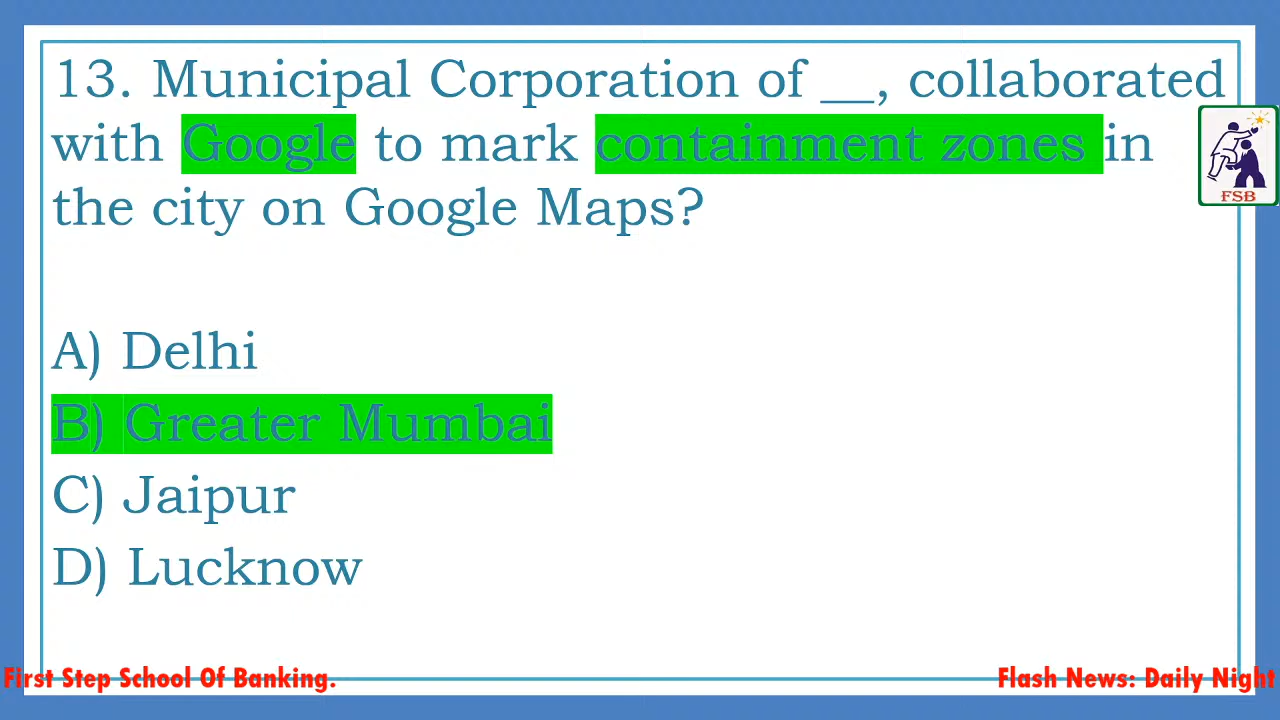 13. Municipal Corporation of __, collaborated
with Google to mark containment zones in
the city on Google Maps?
FSB
A) Delhi
B) Greater Mumbai
C) Jaipur
D) Lucknow
First Step School Of Banking.
Flash News: Daily Night